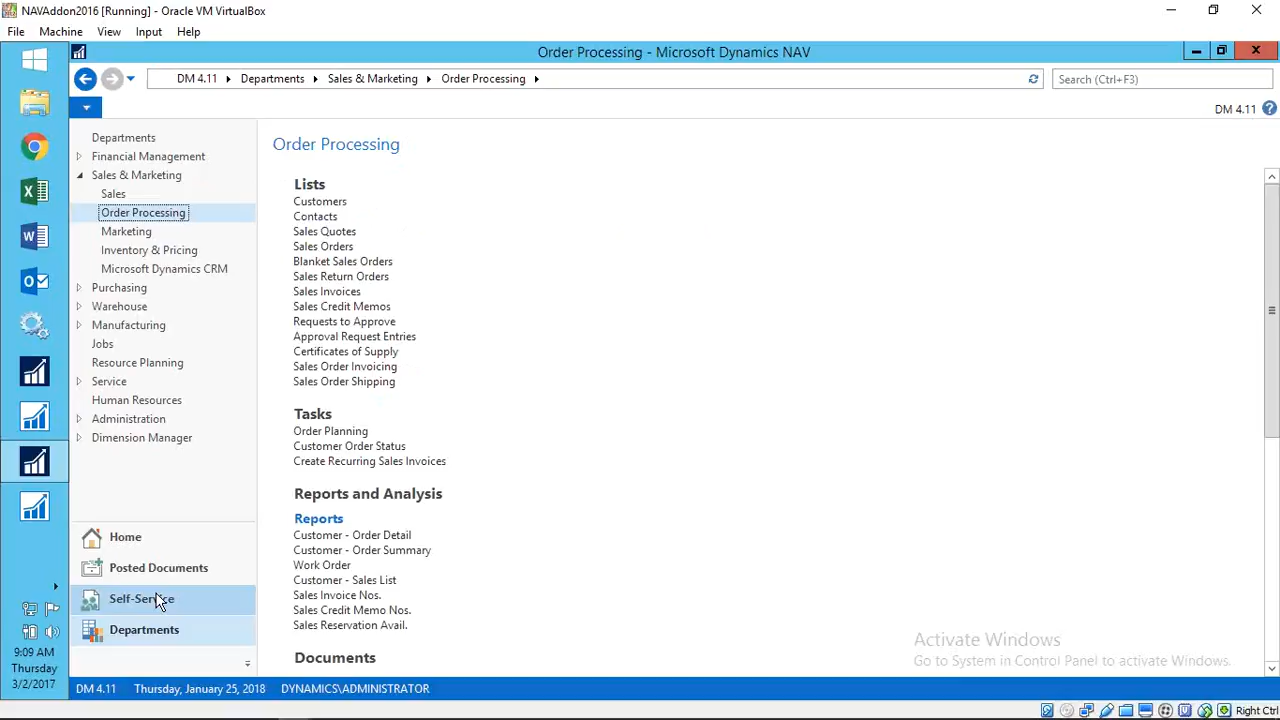 NAVAddon2016 [Running] - Oracle VM VirtualBox
File Machine View Input Help
Order Processing - Microsoft Dynamics NAV
DM 4.11 Departments Sales & Marketing Order Processing
Search (Ctrl+F3)
DM 4.11
Departments
Financial Management
Sales & Marketing
Sales
Order Processing
Marketing
Inventory & Pricing
Microsoft Dynamics CRM
Purchasing
Warehouse
Manufacturing
Jobs
Resource Planning
Service
Human Resources
Administration
Dimension Manager
Home
Posted Documents
Self-Service
Departments
Order Processing
Lists
Customers
Contacts
Sales Quotes
Sales Orders
Blanket Sales Orders
Sales Return Orders
Sales Invoices
Sales Credit Memos
Requests to Approve
Approval Request Entries
Certificates of Supply
Sales Order Invoicing
Sales Order Shipping
Tasks
Order Planning
Customer Order Status
Create Recurring Sales Invoices
Reports and Analysis
Reports
Customer - Order Detail
Customer - Order Summary
Work Order
Customer - Sales List
Sales Invoice Nos.
Sales Credit Memo Nos.
Sales Reservation Avail.
Documents
Activate Windows
Go to System in Control Panel to activate Windows.
9:09 AM
Thursday
3/2/2017
DM 4.11 Thursday, January 25, 2018 DYNAMICS\ADMINISTRATOR
Right Ctrl